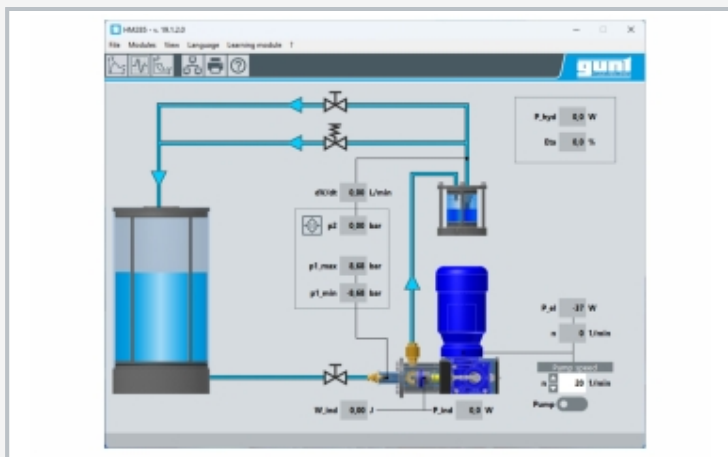 HM285 - v. 19.1.2.0
File Modules View Language Learning module ?
gunt
P_hyd 0,0 W
Eta 0,0 %
dV/dt 0,00 L/min
p2 0,00 bar
p1_max 0,60 bar
p1_min -0,60 bar
P_el -37 W
n 0 1/min
Pump speed
n 20 1/min
Pump
W_ind 0,00 J
P_ind 0,0 W